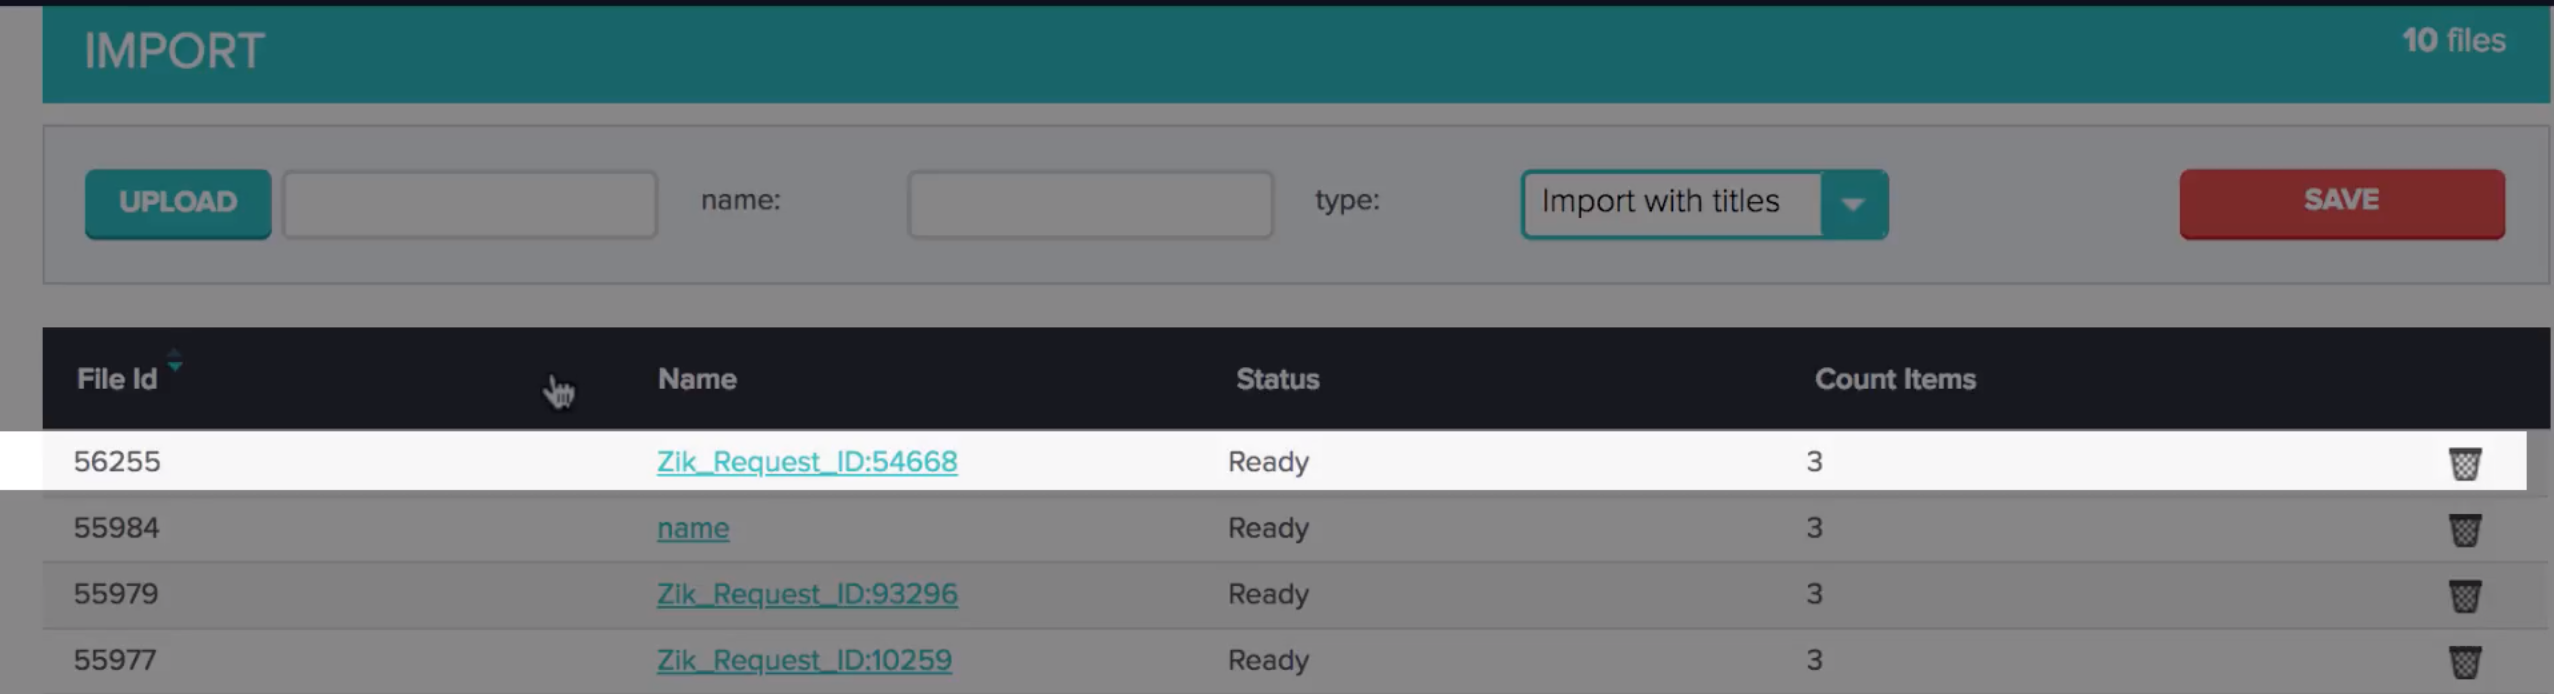 IMPORT
10 files
UPLOAD name: type: Import with titles SAVE
File Id Name Status Count Items
56255 Zik_Request_ID:54668 Ready 3
55984 name Ready 3
55979 Zik_Request_ID:93296 Ready 3
55977 Zik_Request_ID:10259 Ready 3